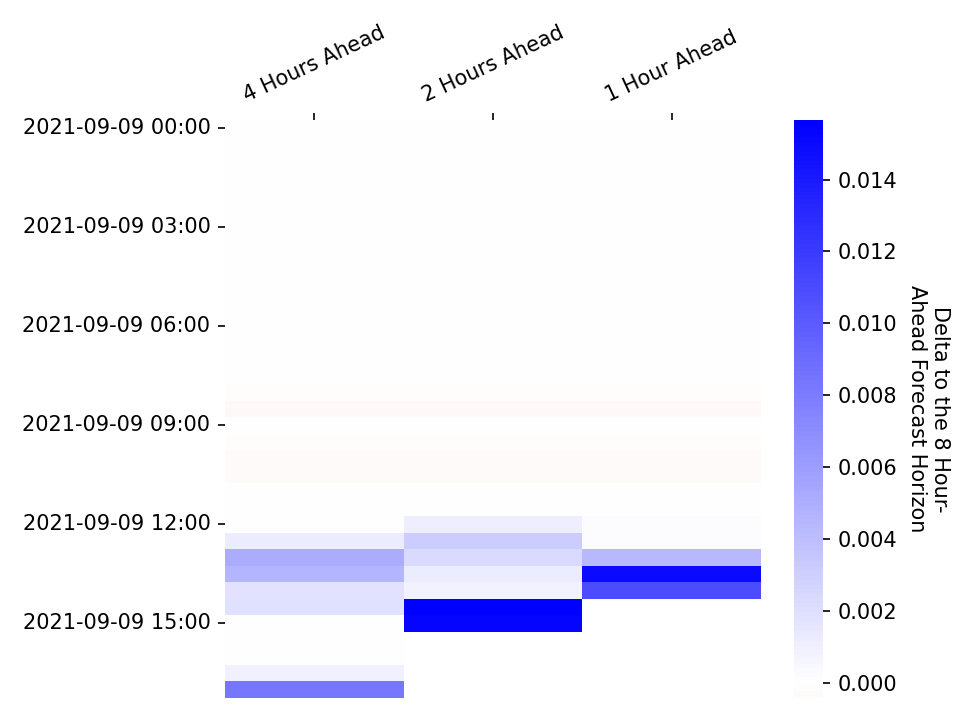 4 Hours Ahead
2 Hours Ahead
1 Hour Ahead
2021-09-09 00:00
2021-09-09 03:00
2021-09-09 06:00
2021-09-09 09:00
2021-09-09 12:00
2021-09-09 15:00
0.014
0.012
0.010
0.008
0.006
0.004
0.002
0.000
Delta to the 8 Hour-
Ahead Forecast Horizon